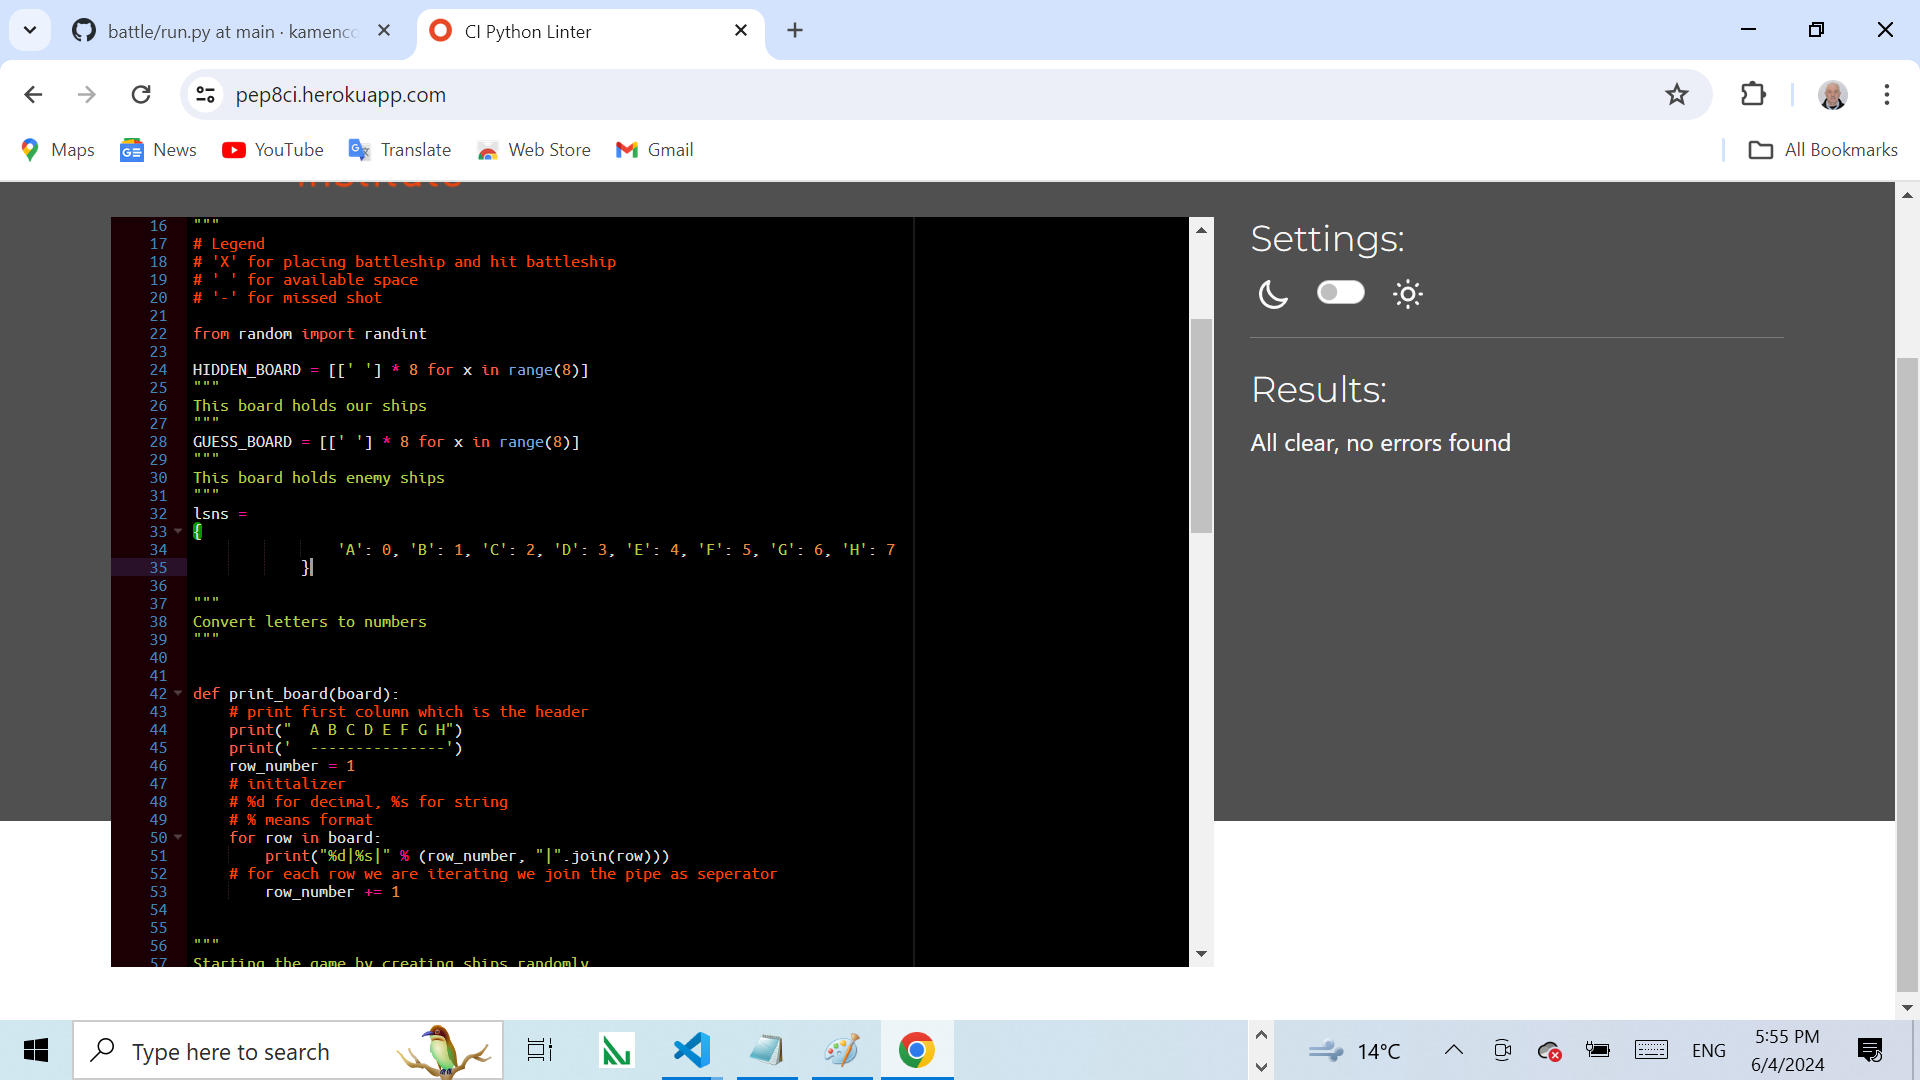 battle/run.py at main · kamenco
CI Python Linter
pep8ci.herokuapp.com
Maps
News
YouTube
Translate
Web Store
Gmail
All Bookmarks
16 """
17 # Legend
18 # 'X' for placing battleship and hit battleship
19 # ' ' for available space
20 # '-' for missed shot
21
22 from random import randint
23
24 HIDDEN_BOARD = [[' '] * 8 for x in range(8)]
25 """
26 This board holds our ships
27 """
28 GUESS_BOARD = [[' '] * 8 for x in range(8)]
29 """
30 This board holds enemy ships
31 """
32 lsns =
33 {
34 'A': 0, 'B': 1, 'C': 2, 'D': 3, 'E': 4, 'F': 5, 'G': 6, 'H': 7
35 }
36
37 """
38 Convert letters to numbers
39 """
40
41
42 def print_board(board):
43 # print first column which is the header
44 print("  A B C D E F G H")
45 print('  ---------------')
46 row_number = 1
47 # initializer
48 # %d for decimal, %s for string
49 # % means format
50 for row in board:
51 print("%d|%s|" % (row_number, "|".join(row)))
52 # for each row we are iterating we join the pipe as seperator
53 row_number += 1
54
55
56 """
57 Starting the game by creating ships randomly
Settings:
Results:
All clear, no errors found
Type here to search
14°C
ENG
5:55 PM
6/4/2024